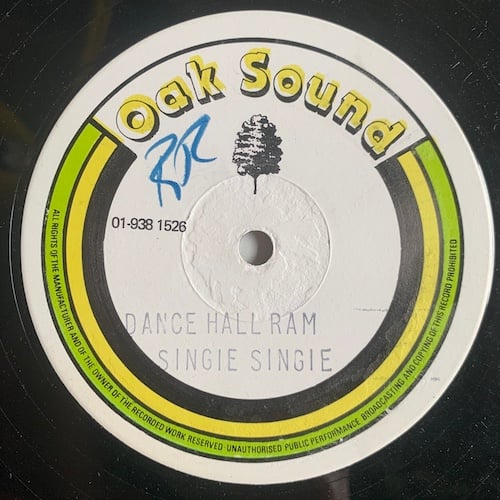 Oak Sound
RR
01-938 1526
DANCE HALL RAM
SINGIE SINGIE
ALL RIGHTS OF THE MANUFACTURER AND OF THE OWNER OF THE RECORDED WORK RESERVED UNAUTHORISED PUBLIC PERFORMANCE BROADCASTING AND COPYING OF THIS RECORD PROHIBITED